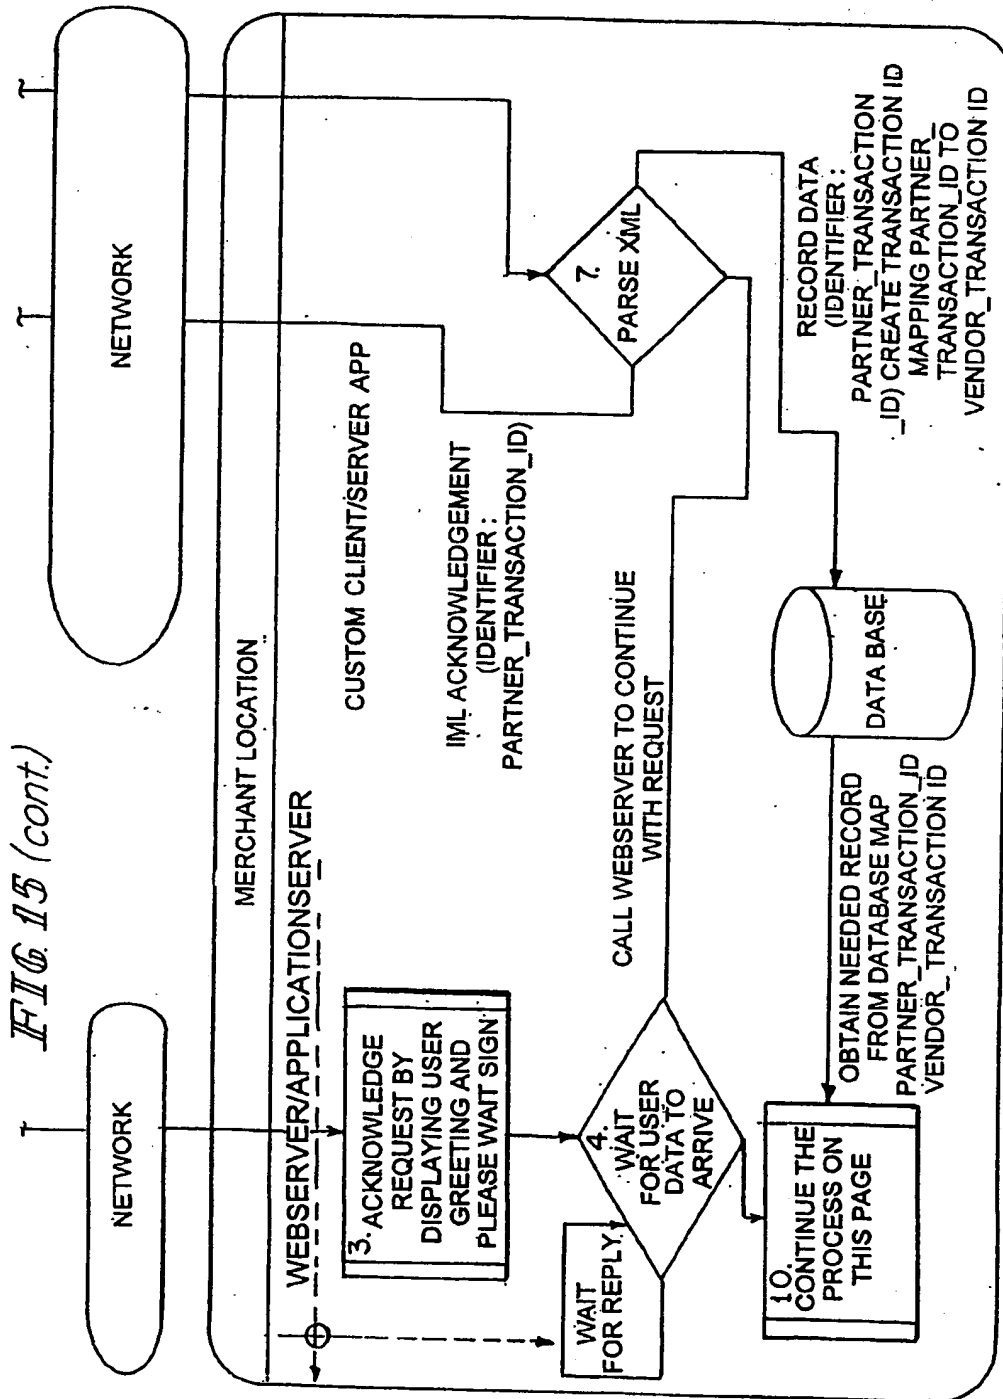 FIG. 15 (cont.)
NETWORK
NETWORK
MERCHANT LOCATION
WEBSERVER/APPLICATIONSERVER
CUSTOM CLIENT/SERVER APP
3. ACKNOWLEDGE
REQUEST BY
DISPLAYING USER
GREETING AND
PLEASE WAIT SIGN
IML ACKNOWLEDGEMENT
(IDENTIFIER:
PARTNER_TRANSACTION_ID)
7.
PARSE XML
WAIT
FOR REPLY
4.
WAIT
FOR USER
DATA TO
ARRIVE
CALL WEBSERVER TO CONTINUE
WITH REQUEST
RECORD DATA
(IDENTIFIER:
PARTNER_TRANSACTION
_ID) CREATE TRANSACTION ID
MAPPING PARTNER_
TRANSACTION_ID TO
VENDOR_TRANSACTION ID
10.
CONTINUE THE
PROCESS ON
THIS PAGE
OBTAIN NEEDED RECORD
FROM DATABASE MAP
PARTNER_TRANSACTION_ID
VENDOR_TRANSACTION ID
DATA BASE